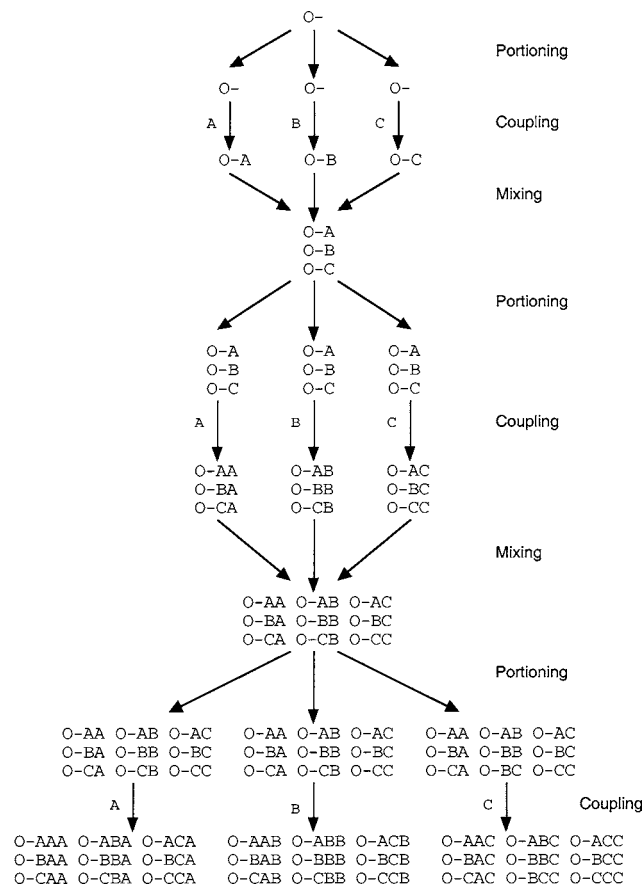 O-
Portioning
O- O- O-
A B C Coupling
O-A O-B O-C
Mixing
O-A
O-B
O-C
Portioning
O-A O-A O-A
O-B O-B O-B
O-C O-C O-C
A B C Coupling
O-AA O-AB O-AC
O-BA O-BB O-BC
O-CA O-CB O-CC
Mixing
O-AA O-AB O-AC
O-BA O-BB O-BC
O-CA O-CB O-CC
Portioning
O-AA O-AB O-AC O-AA O-AB O-AC O-AA O-AB O-AC
O-BA O-BB O-BC O-BA O-BB O-BC O-BA O-BB O-BC
O-CA O-CB O-CC O-CA O-CB O-CC O-CA O-BC O-CC
A B C Coupling
O-AAA O-ABA O-ACA O-AAB O-ABB O-ACB O-AAC O-ABC O-ACC
O-BAA O-BBA O-BCA O-BAB O-BBB O-BCB O-BAC O-BBC O-BCC
O-CAA O-CBA O-CCA O-CAB O-CBB O-CCB O-CAC O-BCC O-CCC